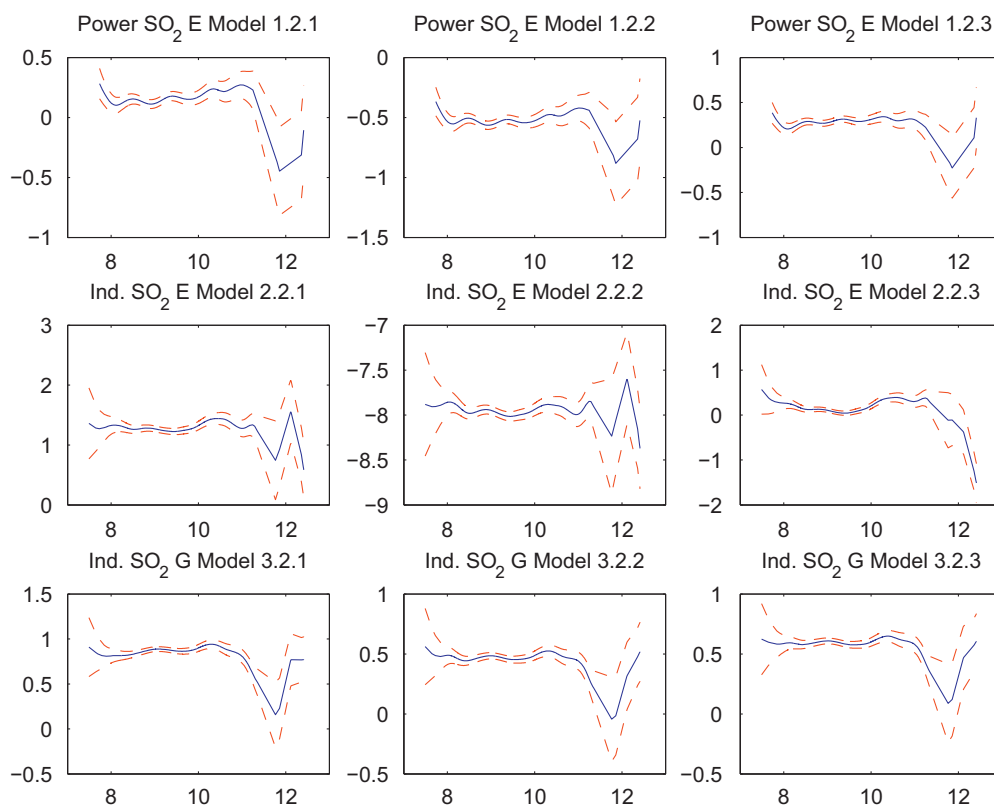 Power SO2 E Model 1.2.1
Power SO2 E Model 1.2.2
Power SO2 E Model 1.2.3
0.5
0
−0.5
−1
8 10 12
0
−0.5
−1
−1.5
8 10 12
1
0.5
0
−0.5
−1
8 10 12
Ind. SO2 E Model 2.2.1
Ind. SO2 E Model 2.2.2
Ind. SO2 E Model 2.2.3
3
2
1
0
8 10 12
−7
−7.5
−8
−8.5
−9
8 10 12
2
1
0
−1
−2
8 10 12
Ind. SO2 G Model 3.2.1
Ind. SO2 G Model 3.2.2
Ind. SO2 G Model 3.2.3
1.5
1
0.5
0
−0.5
8 10 12
1
0.5
0
−0.5
8 10 12
1
0.5
0
−0.5
8 10 12